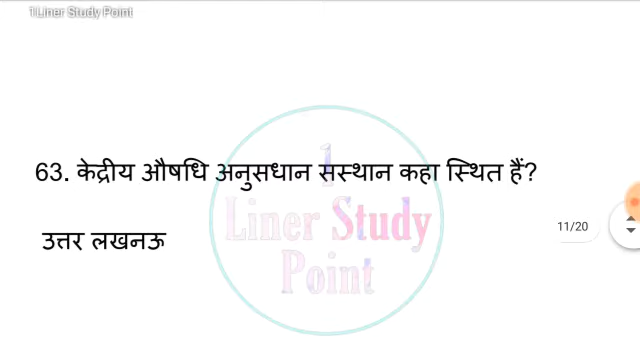 1Liner Study Point
63. केद्रीय औषधि अनुसधान सस्थान कहा स्थित हैं?
उत्तर लखनऊ
1
Liner Study
Point
11/20